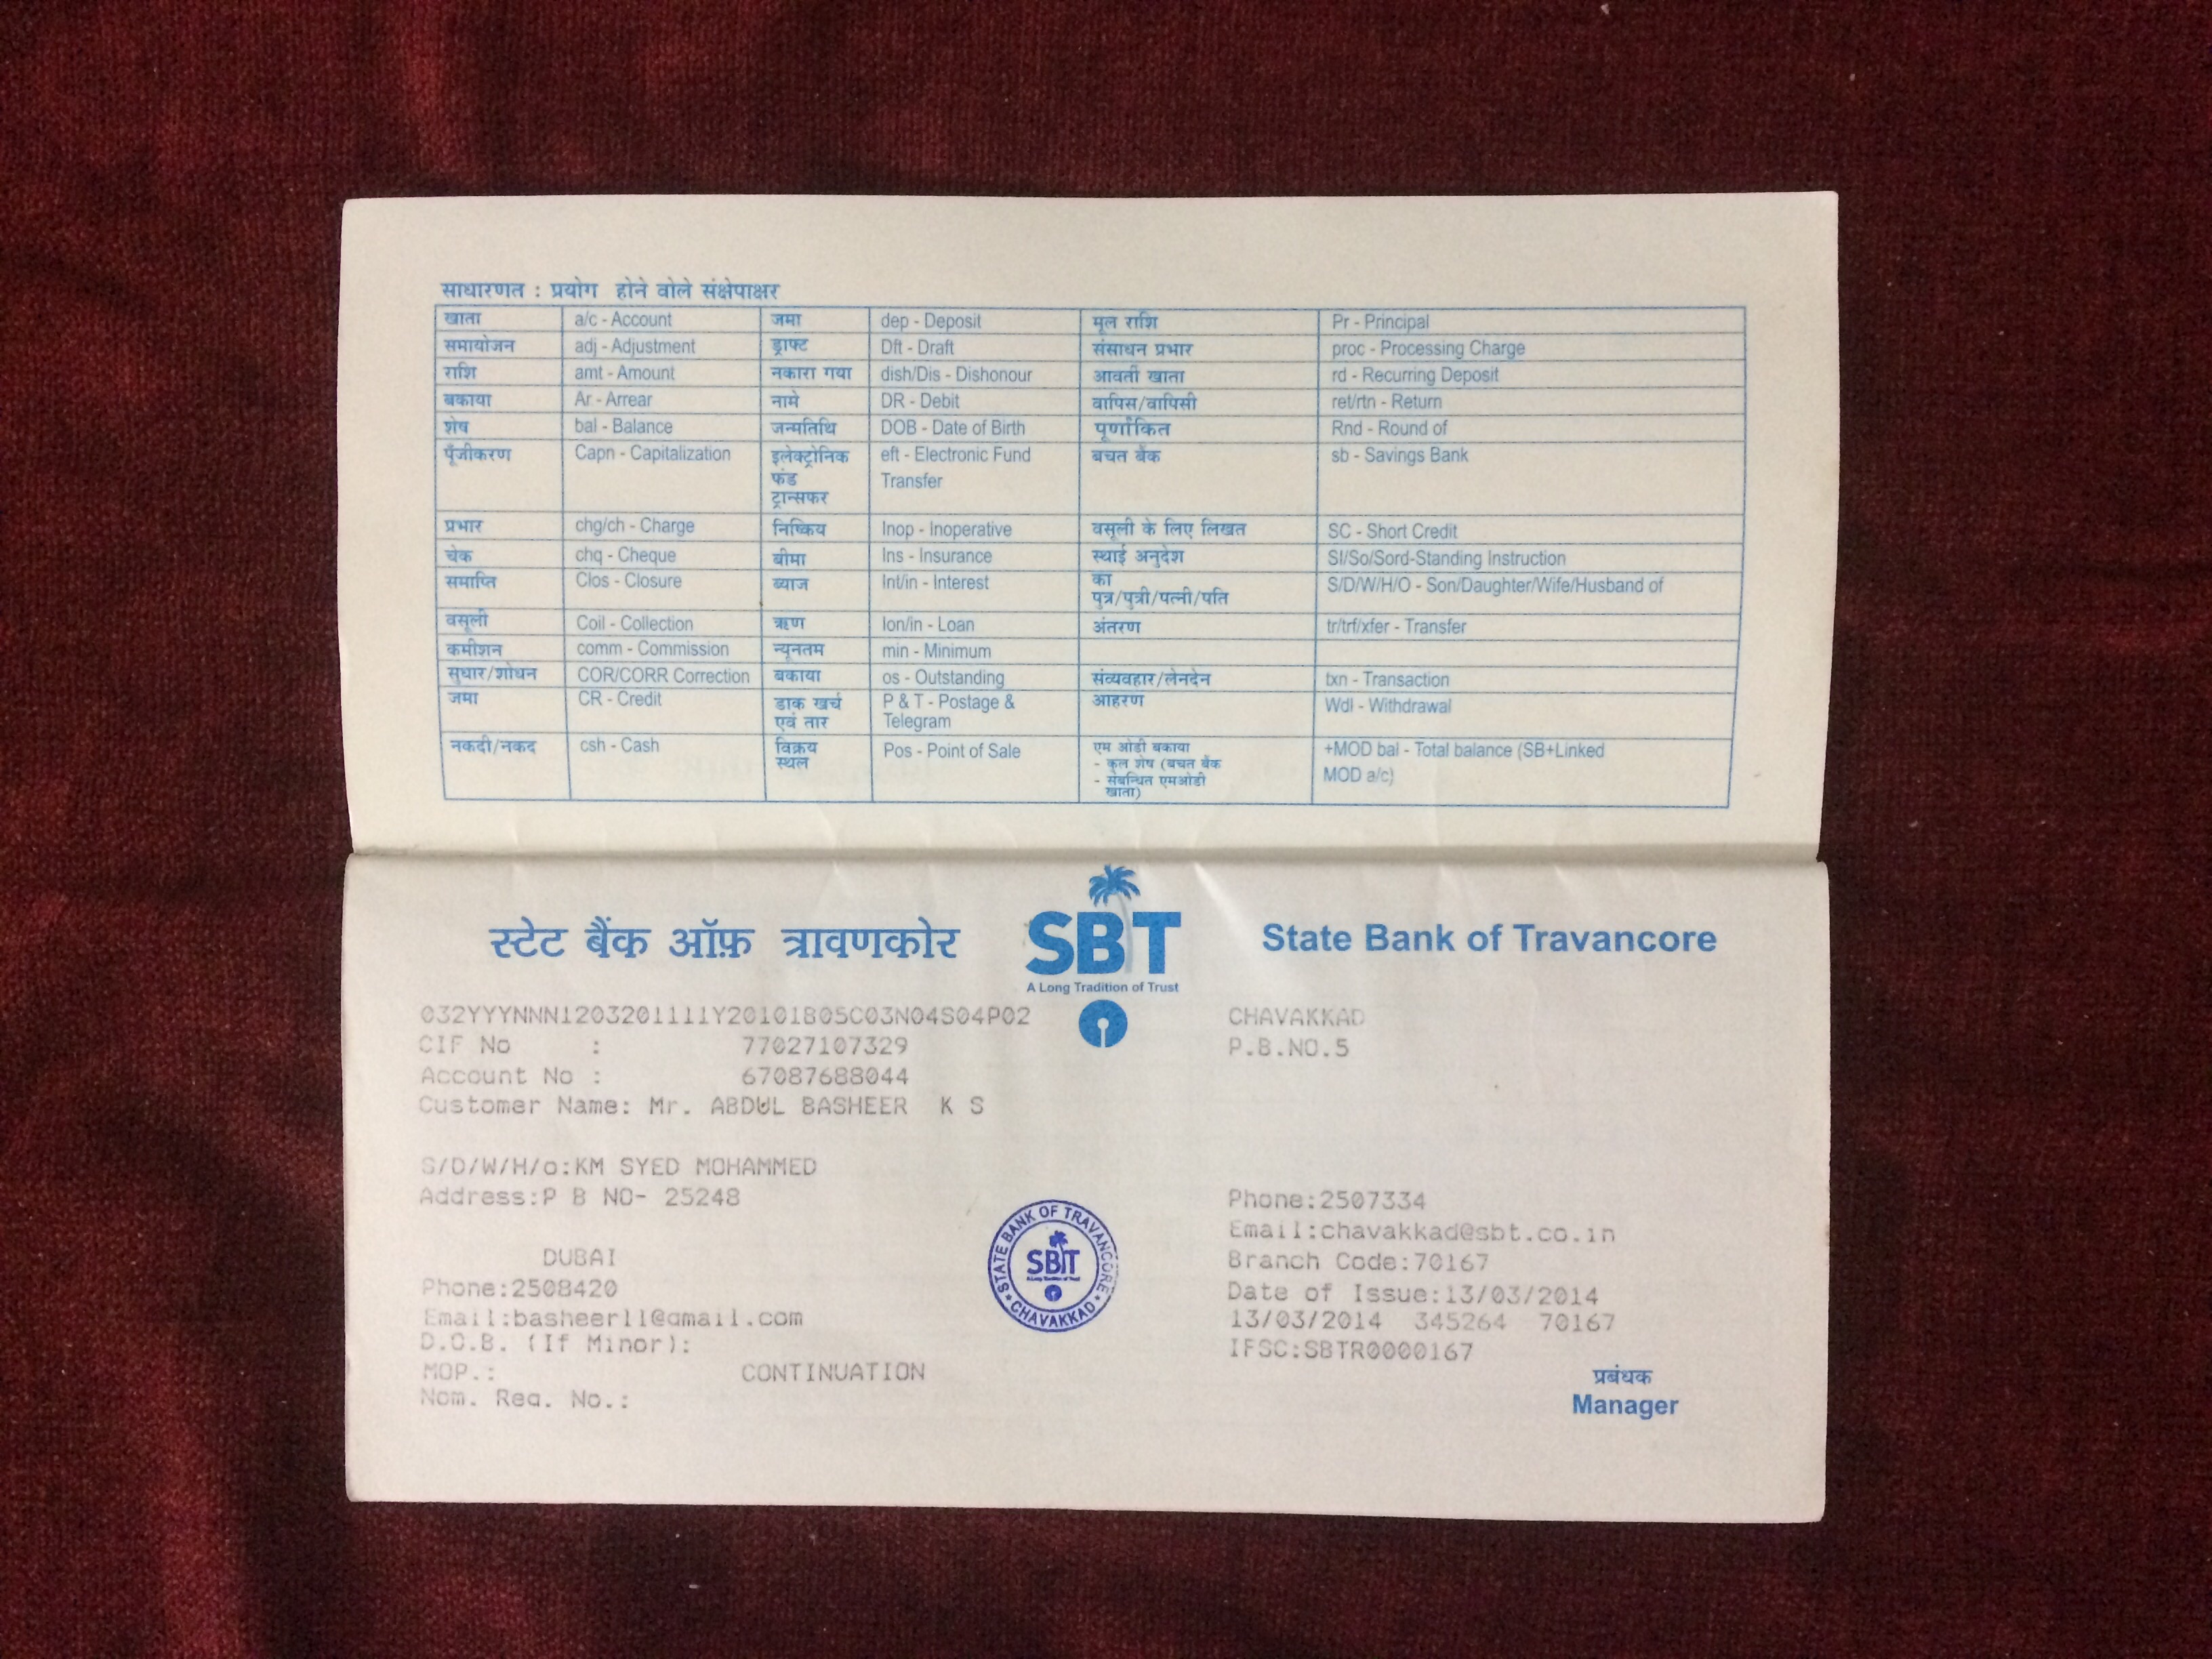 साधारणत : प्रयोग होने वोले संक्षेपाक्षर
खाता a/c - Account जमा dep - Deposit मूल राशि Pr - Principal
समायोजन adj - Adjustment ड्राफ्ट Dft - Draft संसाधन प्रभार proc - Processing Charge
राशि amt - Amount नकारा गया dish/Dis - Dishonour आवर्ती खाता rd - Recurring Deposit
बकाया Ar - Arrear नामे DR - Debit वापिस/वापिसी ret/rtn - Return
शेष bal - Balance जन्मतिथि DOB - Date of Birth पूर्णांकित Rnd - Round of
पूँजीकरण Capn - Capitalization इलेक्ट्रोनिक eft - Electronic Fund बचत बैंक sb - Savings Bank
फंड Transfer
ट्रान्सफर
प्रभार chg/ch - Charge निष्क्रिय Inop - Inoperative वसूली के लिए लिखत SC - Short Credit
चेक chq - Cheque बीमा Ins - Insurance स्थाई अनुदेश SI/So/Sord-Standing Instruction
समाप्ति Clos - Closure ब्याज Int/in - Interest का S/D/W/H/O - Son/Daughter/Wife/Husband of
पुत्र/पुत्री/पत्नी/पति
वसूली Coil - Collection ऋण lon/in - Loan अंतरण tr/trf/xfer - Transfer
कमीशन comm - Commission न्यूनतम min - Minimum
सुधार/शोधन COR/CORR Correction बकाया os - Outstanding संव्यवहार/लेनदेन txn - Transaction
जमा CR - Credit डाक खर्च P & T - Postage & आहरण Wdl - Withdrawal
एवं तार Telegram
नकदी/नकद csh - Cash विक्रय Pos - Point of Sale एम ओडी बकाया +MOD bal - Total balance (SB+Linked
स्थल - कुल शेष (बचत बैंक MOD a/c)
- संबन्धित एमओडी
खाता)
स्टेट बैंक ऑफ़ त्रावणकोर SBT State Bank of Travancore
A Long Tradition of Trust
032YYYNNN1203201111Y20101805C03N04S04P02 CHAVAKKAD
CIF No : 77027107329 P.B.NO.5
Account No : 67087688044
Customer Name: Mr. ABDUL BASHEER K S
S/D/W/H/o:KM SYED MOHAMMED
Address:P B NO- 25248 Phone:2507334
Email:chavakkad@sbt.co.in
DUBAI Branch Code:70167
Phone:2508420 Date of Issue:13/03/2014
Email:basheerll@gmail.com 13/03/2014 345264 70167
D.O.B. (If Minor): IFSC:SBTR0000167
MOP.: CONTINUATION
Nom. Reg. No.:
STATE BANK OF TRAVANCORE
SBT
CHAVAKKAD
प्रबंधक
Manager